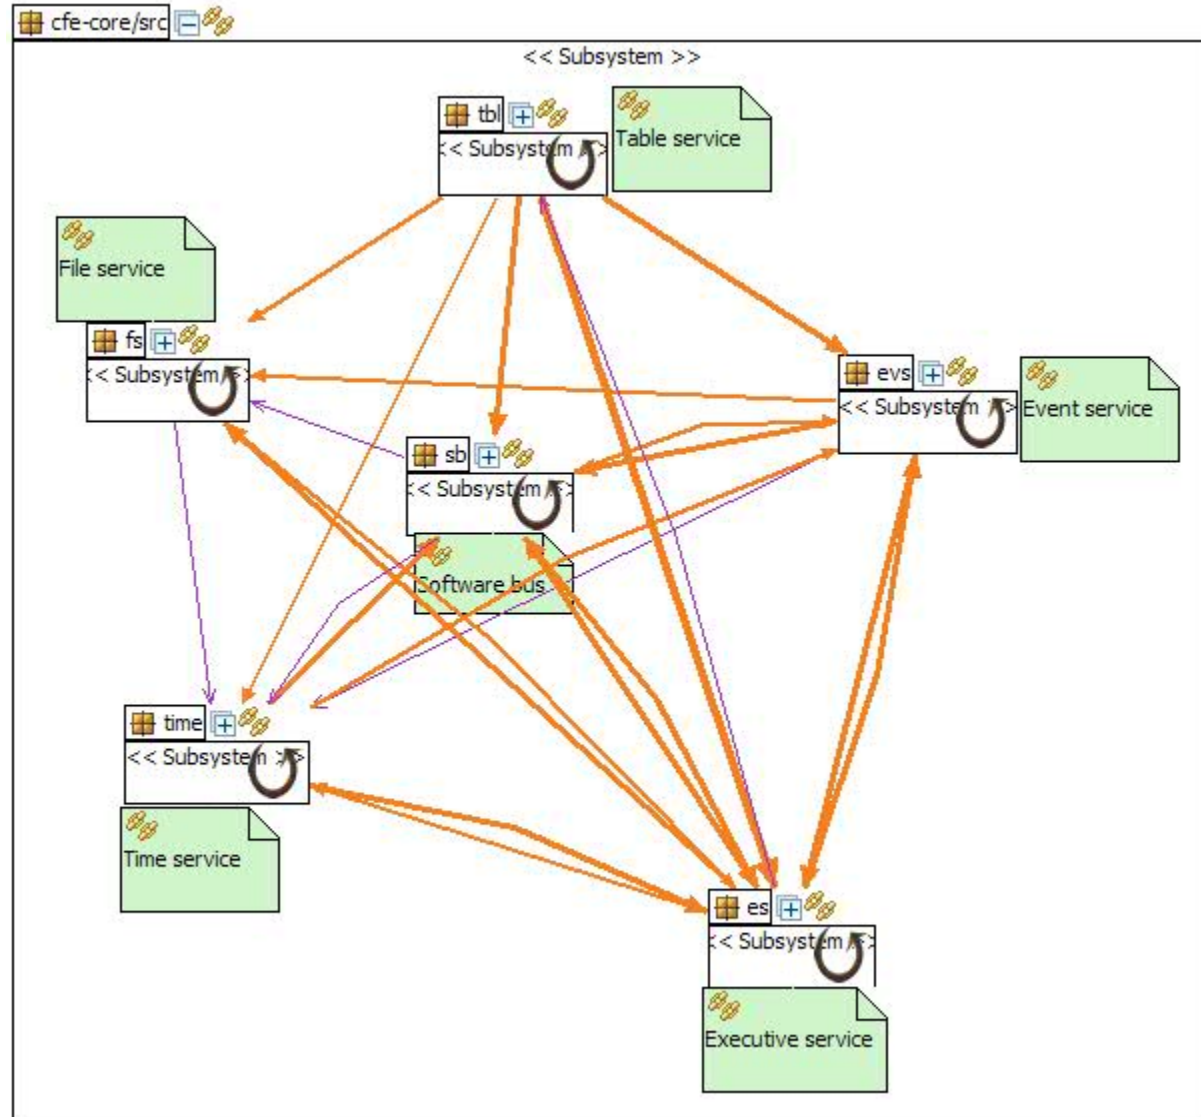 cfe-core/src
<< Subsystem >>
tbl
<< Subsystem >>
Table service
File service
fs
<< Subsystem >>
evs
<< Subsystem >>
Event service
sb
<< Subsystem >>
Software bus
time
<< Subsystem >>
Time service
es
<< Subsystem >>
Executive service